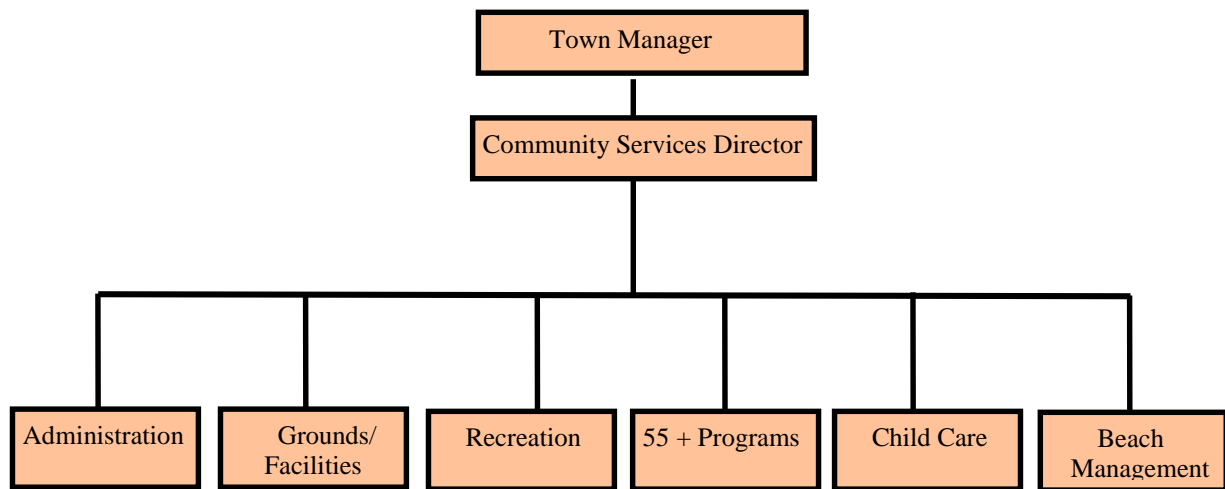 Town Manager
Community Services Director
Administration
Grounds/
Facilities
Recreation
55 + Programs
Child Care
Beach
Management